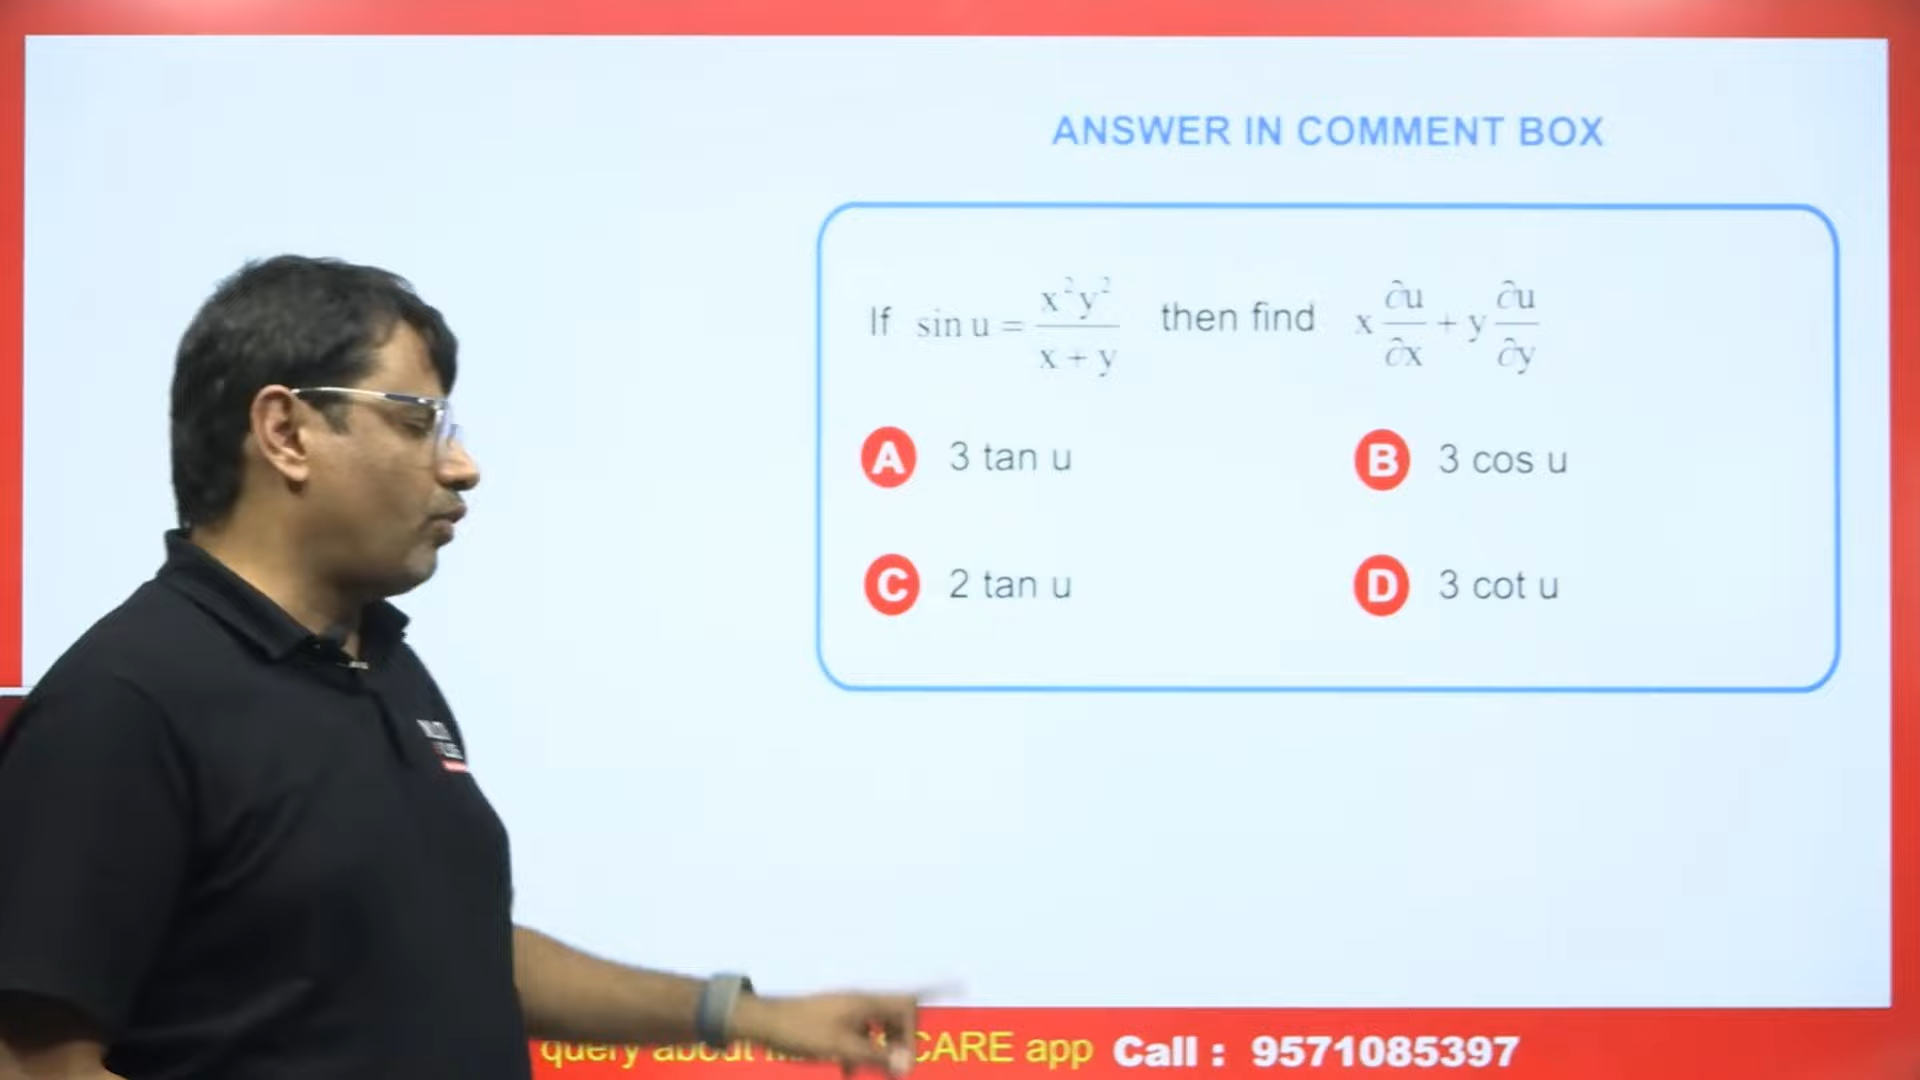 ANSWER IN COMMENT BOX
If sin u = x²y² / x + y then find x ∂u/∂x + y ∂u/∂y
A 3 tan u
B 3 cos u
C 2 tan u
D 3 cot u
query about CARE app Call : 9571085397